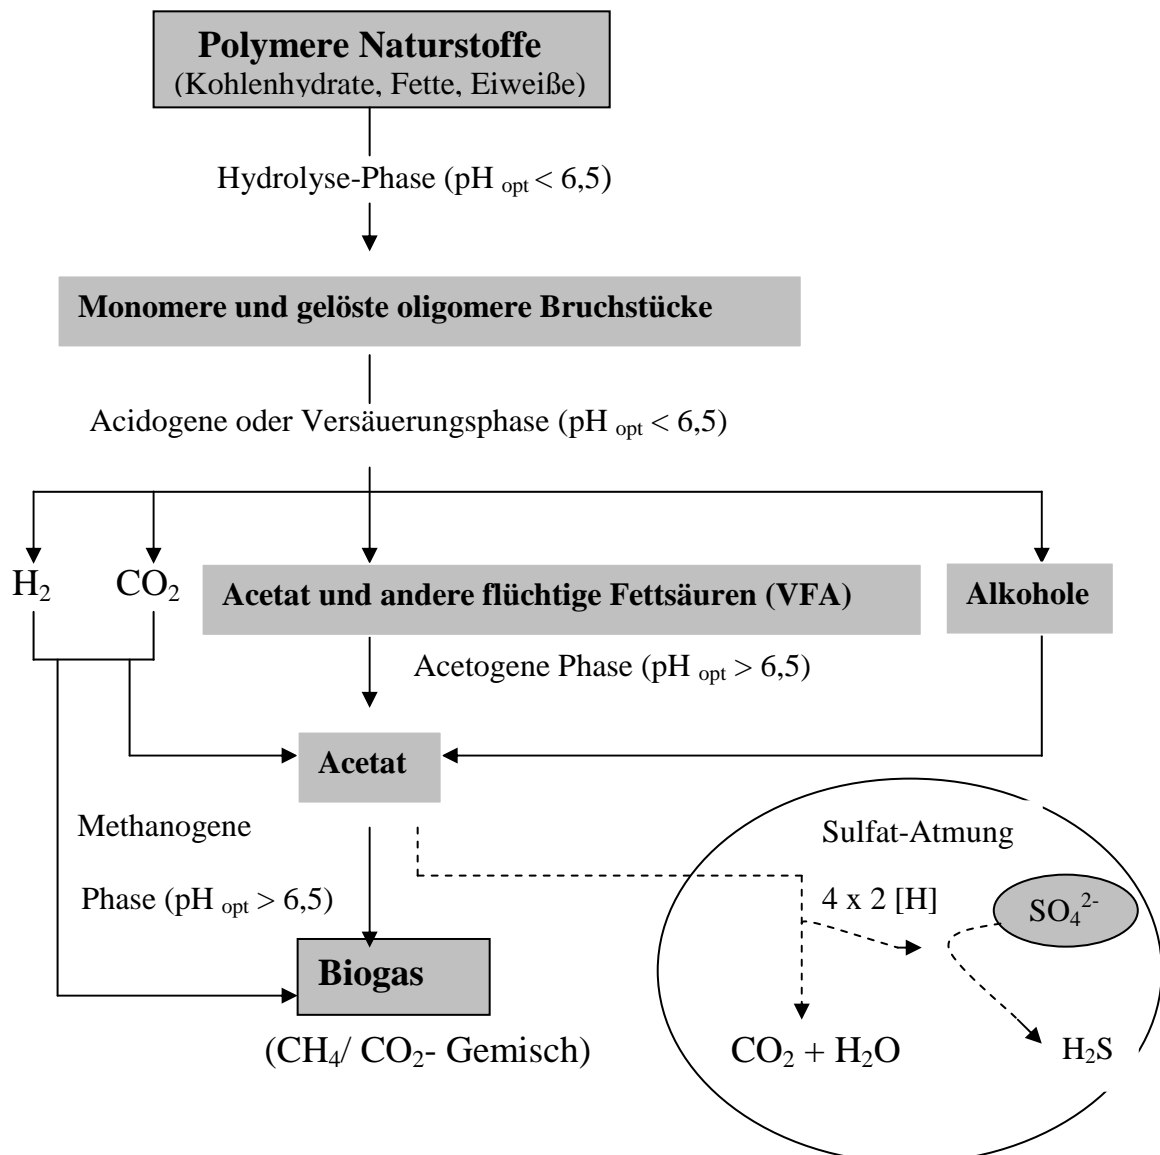 Polymere Naturstoffe
(Kohlenhydrate, Fette, Eiweiße)
Hydrolyse-Phase (pH opt < 6,5)
Monomere und gelöste oligomere Bruchstücke
Acidogene oder Versäuerungsphase (pH opt < 6,5)
H₂
CO₂
Acetat und andere flüchtige Fettsäuren (VFA)
Alkohole
Acetogene Phase (pH opt > 6,5)
Acetat
Methanogene
Phase (pH opt > 6,5)
Biogas
(CH₄/ CO₂- Gemisch)
Sulfat-Atmung
4 x 2 [H]
SO₄²⁻
CO₂ + H₂O
H₂S